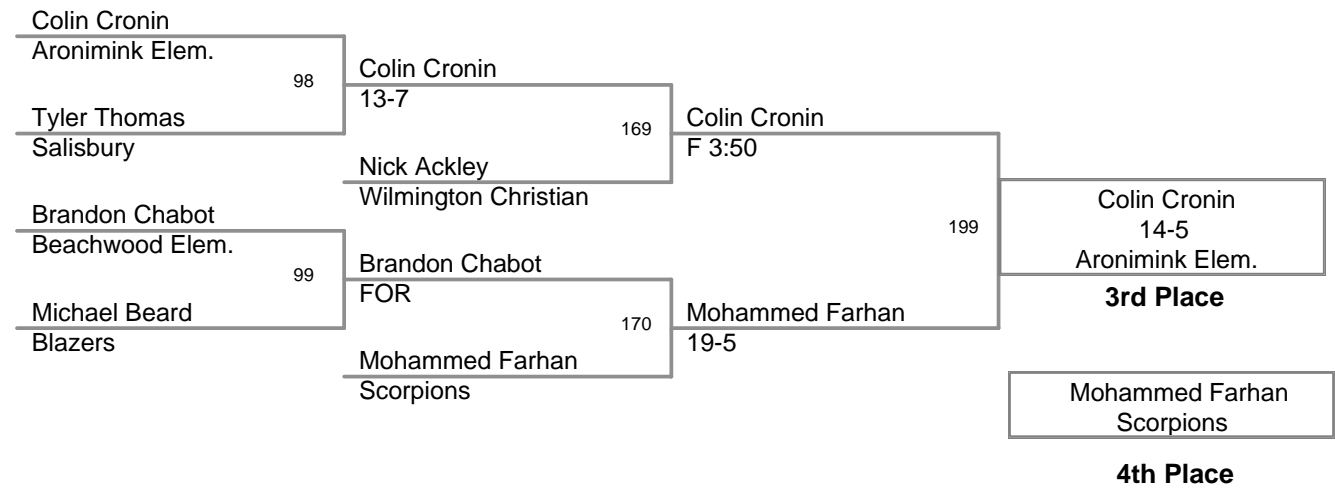 Colin Cronin
Aronimink Elem.
98
Colin Cronin
13-7
Tyler Thomas
Salisbury
169
Colin Cronin
F 3:50
Nick Ackley
Wilmington Christian
Brandon Chabot
Beachwood Elem.
199
Colin Cronin
14-5
Aronimink Elem.
3rd Place
99
Brandon Chabot
FOR
Michael Beard
Blazers
170
Mohammed Farhan
19-5
Mohammed Farhan
Scorpions
Mohammed Farhan
Scorpions
4th Place